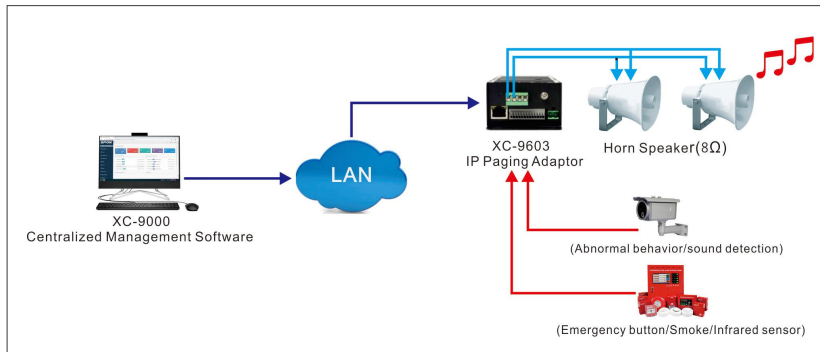 XC-9000
Centralized Management Software
LAN
XC-9603
IP Paging Adaptor
Horn Speaker(8Ω)
(Abnormal behavior/sound detection)
(Emergency button/Smoke/Infrared sensor)